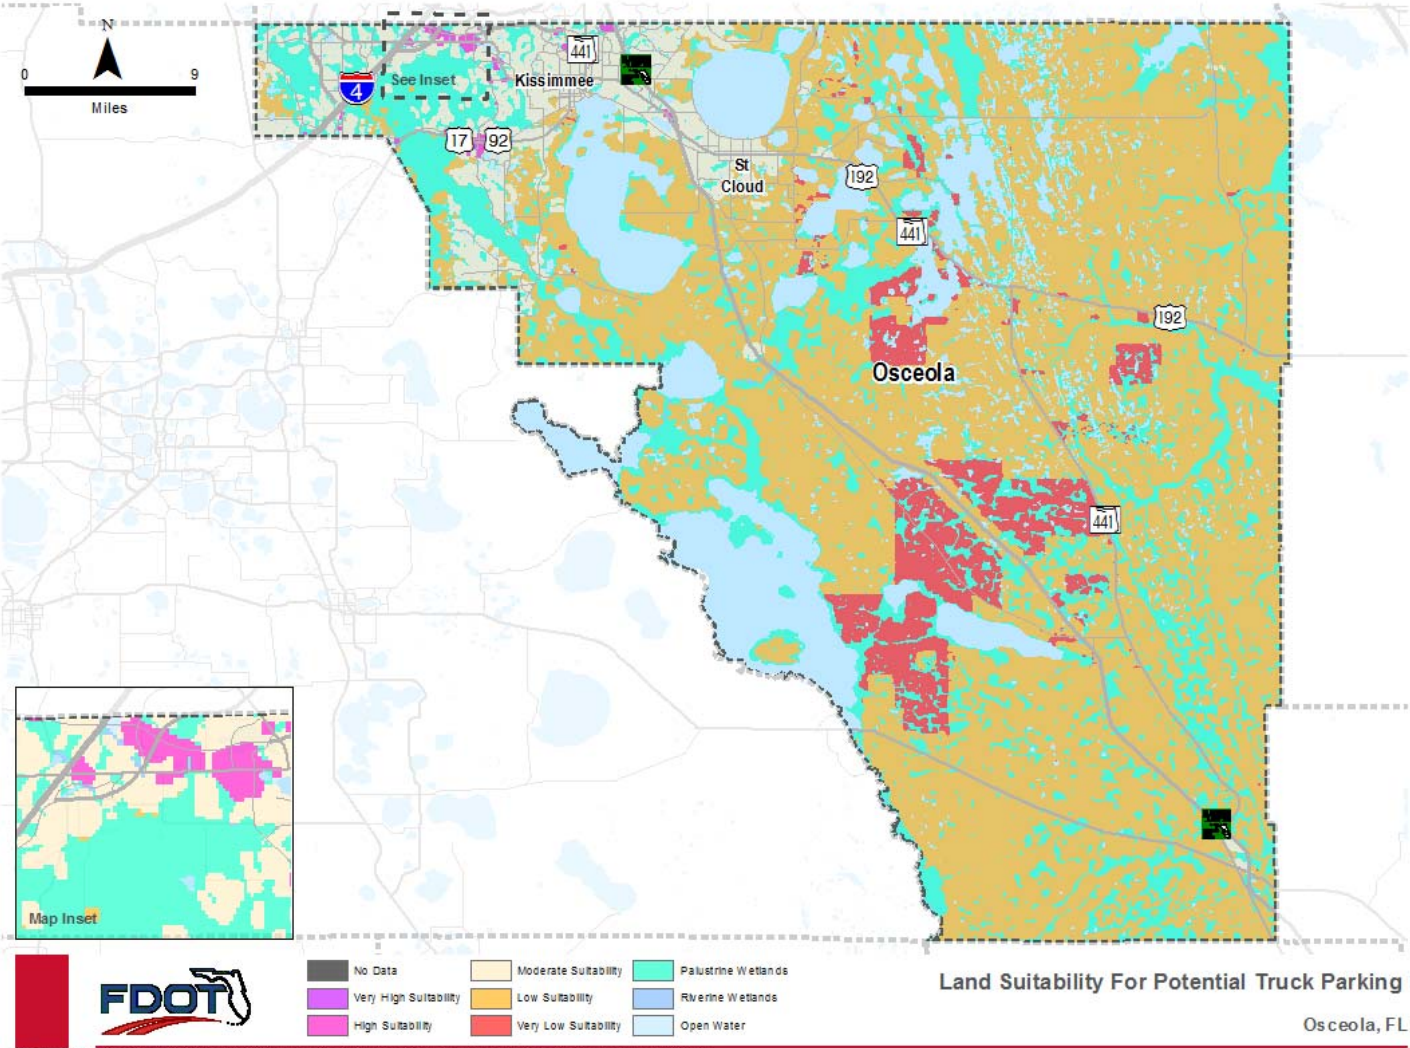 N
0 9
Miles
See Inset
4
441
Kissimmee
17 92
St
Cloud
192
441
192
Osceola
441
Map Inset
FDOT
No Data
Very High Suitability
High Suitability
Moderate Suitability
Low Suitability
Very Low Suitability
Palustrine Wetlands
Riverine Wetlands
Open Water
Land Suitability For Potential Truck Parking
Osceola, FL